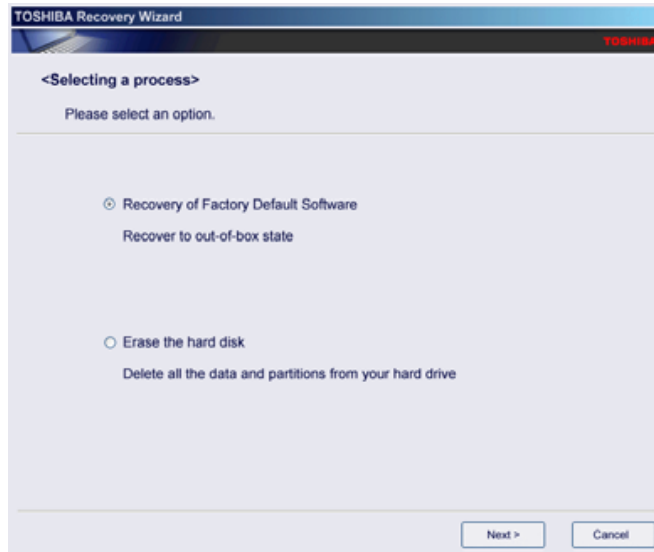 TOSHIBA Recovery Wizard
TOSHIBA
<Selecting a process>
Please select an option.
Recovery of Factory Default Software
Recover to out-of-box state
Erase the hard disk
Delete all the data and partitions from your hard drive
Next >
Cancel